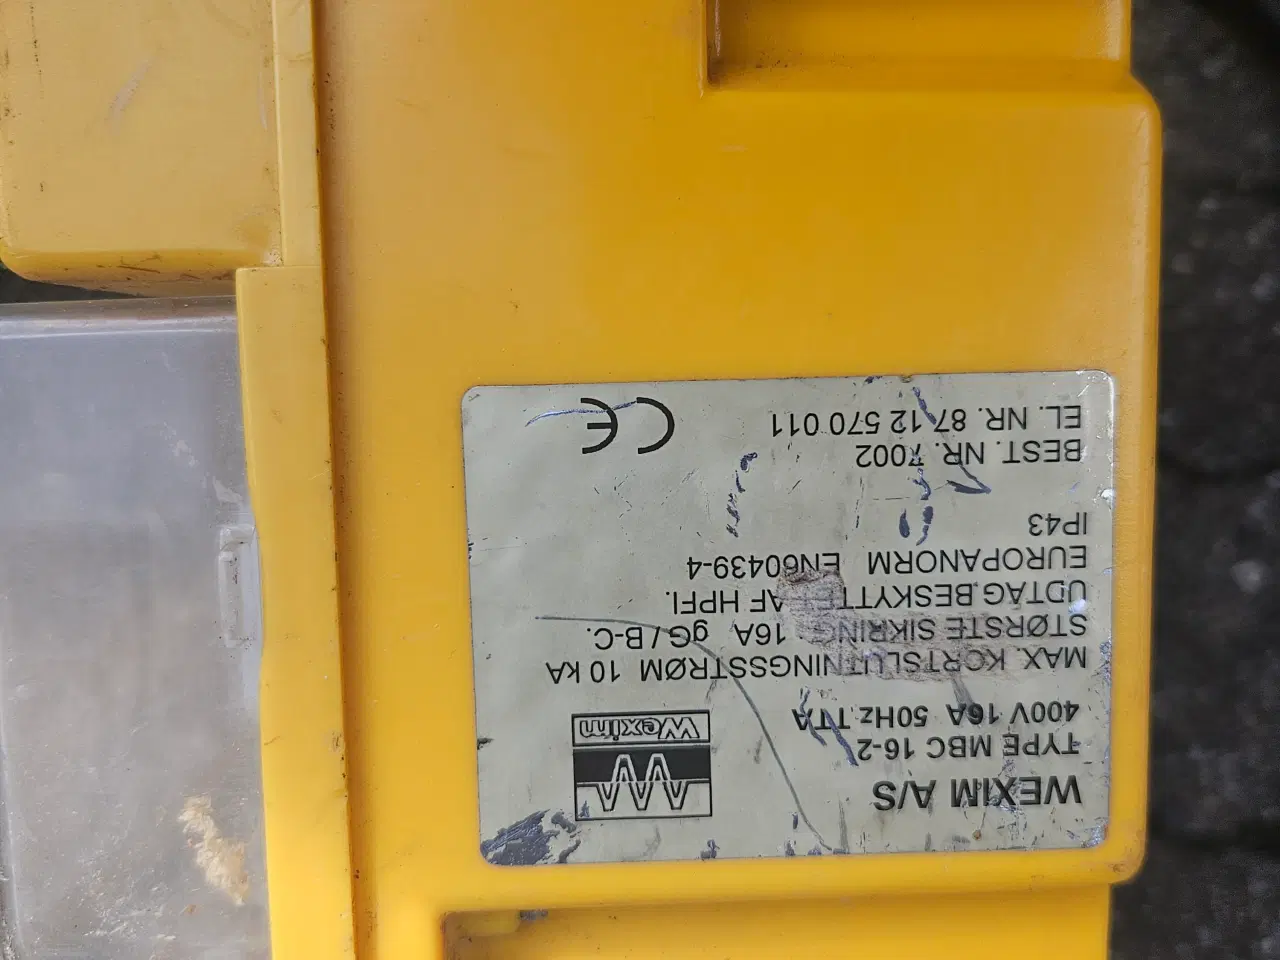 WEXIM A/S
TYPE MBC 16-2
400V 16A 50Hz TTA
Wexim
MAX. KORTSLUTNINGSSTRØM 10 kA
STØRSTE SIKRING 16A gG / B-C.
UDTAG BESKYTTET AF HPFI.
EUROPANORM EN60439-4
IP43
BEST. NR. 7002
EL. NR. 87 12 570 011
CE